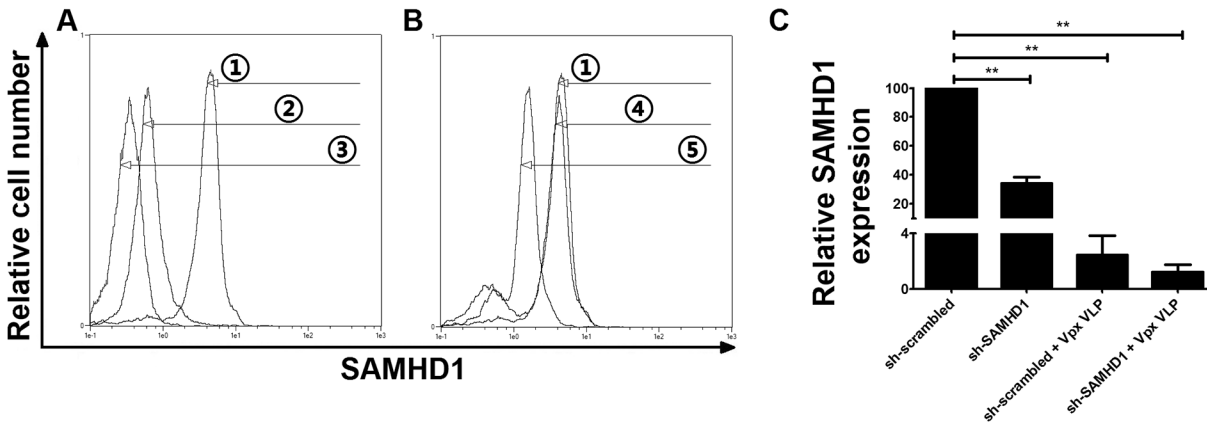 A
B
C
Relative cell number
1
①
②
③
1e-1
1e0
1e1
1e2
1e3
1
①
④
⑤
1e-1
1e0
1e1
1e2
1e3
0
0
SAMHD1
**
**
**
Relative SAMHD1
expression
100
80
60
40
20
4
0
sh-scrambled
sh-SAMHD1
sh-scrambled + Vpx VLP
sh-SAMHD1 + Vpx VLP